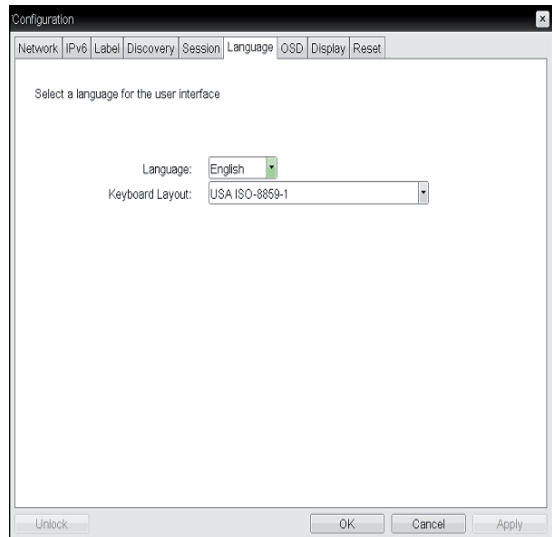 Configuration
Network IPv6 Label Discovery Session Language OSD Display Reset
Select a language for the user interface
Language: English
Keyboard Layout: USA ISO-8859-1
Unlock OK Cancel Apply